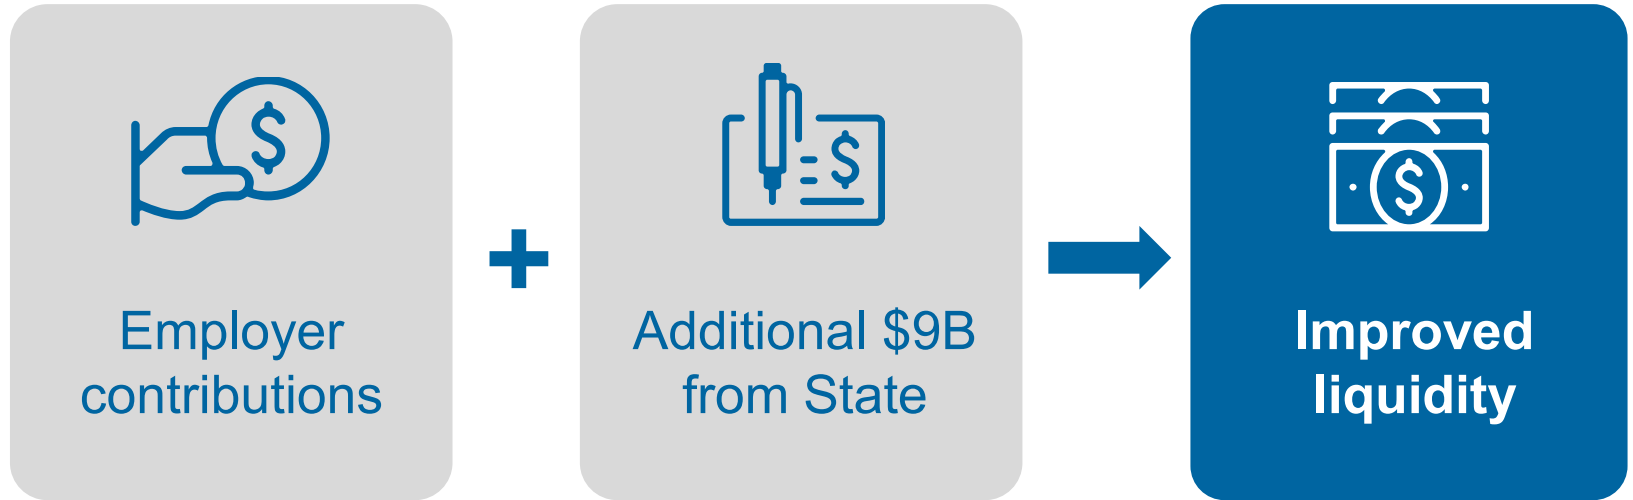 Employer
contributions
+
Additional $9B
from State
Improved
liquidity